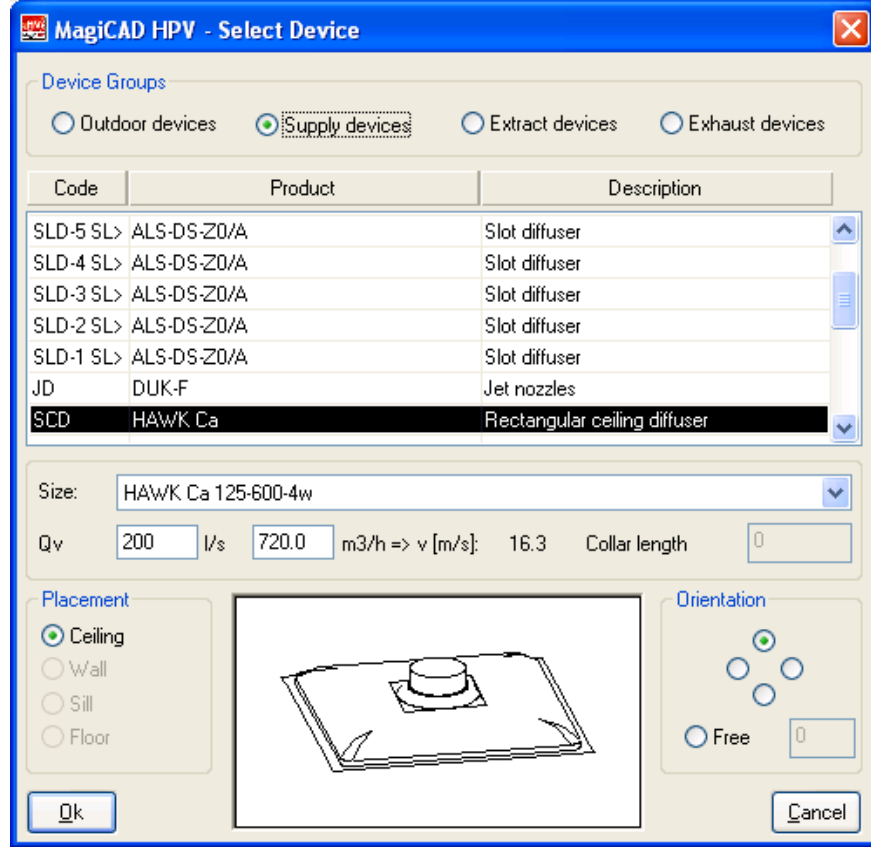 MagiCAD HPV - Select Device
Device Groups
Outdoor devices Supply devices Extract devices Exhaust devices
Code Product Description
SLD-5 SL> ALS-DS-Z0/A Slot diffuser
SLD-4 SL> ALS-DS-Z0/A Slot diffuser
SLD-3 SL> ALS-DS-Z0/A Slot diffuser
SLD-2 SL> ALS-DS-Z0/A Slot diffuser
SLD-1 SL> ALS-DS-Z0/A Slot diffuser
JD DUK-F Jet nozzles
SCD HAWK Ca Rectangular ceiling diffuser
Size: HAWK Ca 125-600-4w
Qv 200 l/s 720.0 m3/h => v [m/s]: 16.3 Collar length 0
Placement
Ceiling
Wall
Sill
Floor
Orientation
Free 0
Ok
Cancel